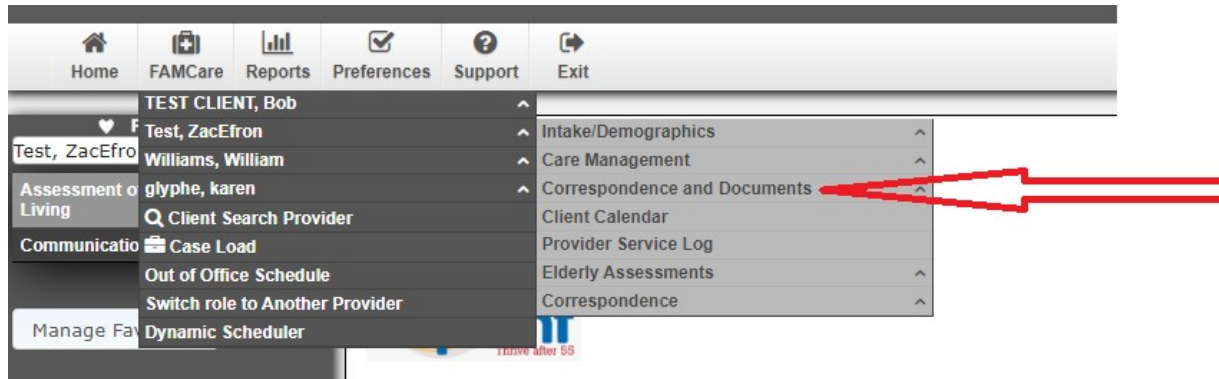 Home FAMCare Reports Preferences Support Exit
TEST CLIENT, Bob
Test, ZacEfron
Williams, William
glyphe, karen
Client Search Provider
Case Load
Out of Office Schedule
Switch role to Another Provider
Dynamic Scheduler
Intake/Demographics
Care Management
Correspondence and Documents
Client Calendar
Provider Service Log
Elderly Assessments
Correspondence
F
Test, ZacEfro
Assessment o
Living
Communicatio
Manage Fav
Thrive after 55